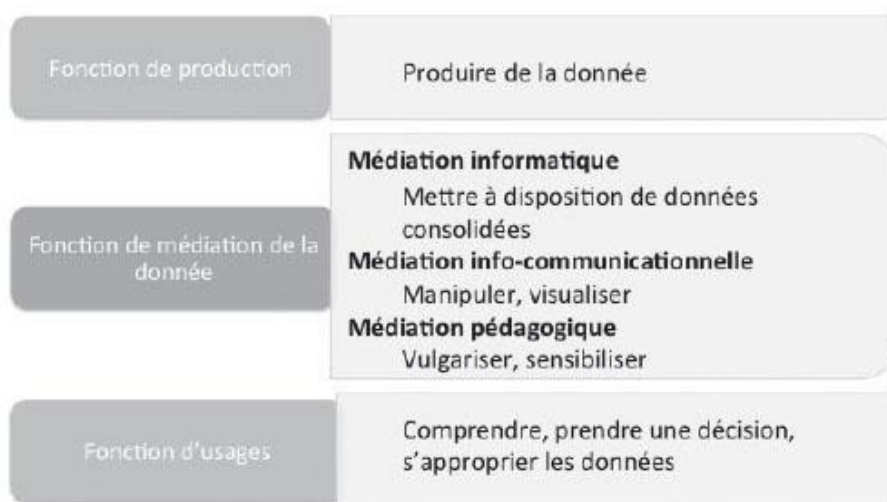 Fonction de production
Produire de la donnée
Fonction de médiation de la
donnée
Médiation informatique
Mettre à disposition de données
consolidées
Médiation info-communicationnelle
Manipuler, visualiser
Médiation pédagogique
Vulgariser, sensibiliser
Fonction d'usages
Comprendre, prendre une décision,
s'approprier les données